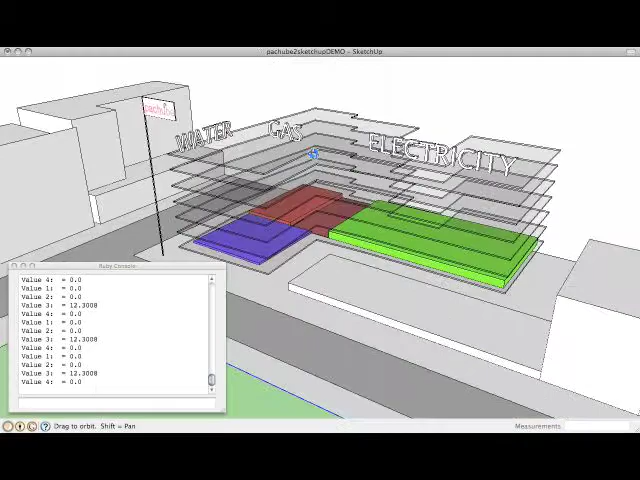 pachube2sketchupDEMO - SketchUp
pachube
WATER
GAS
ELECTRICITY
Ruby Console
Value 4:  = 0.0
Value 1:  = 0.0
Value 2:  = 0.0
Value 3:  = 12.3008
Value 4:  = 0.0
Value 1:  = 0.0
Value 2:  = 0.0
Value 3:  = 12.3008
Value 4:  = 0.0
Value 1:  = 0.0
Value 2:  = 0.0
Value 3:  = 12.3008
Value 4:  = 0.0
Drag to orbit.  Shift = Pan
Measurements